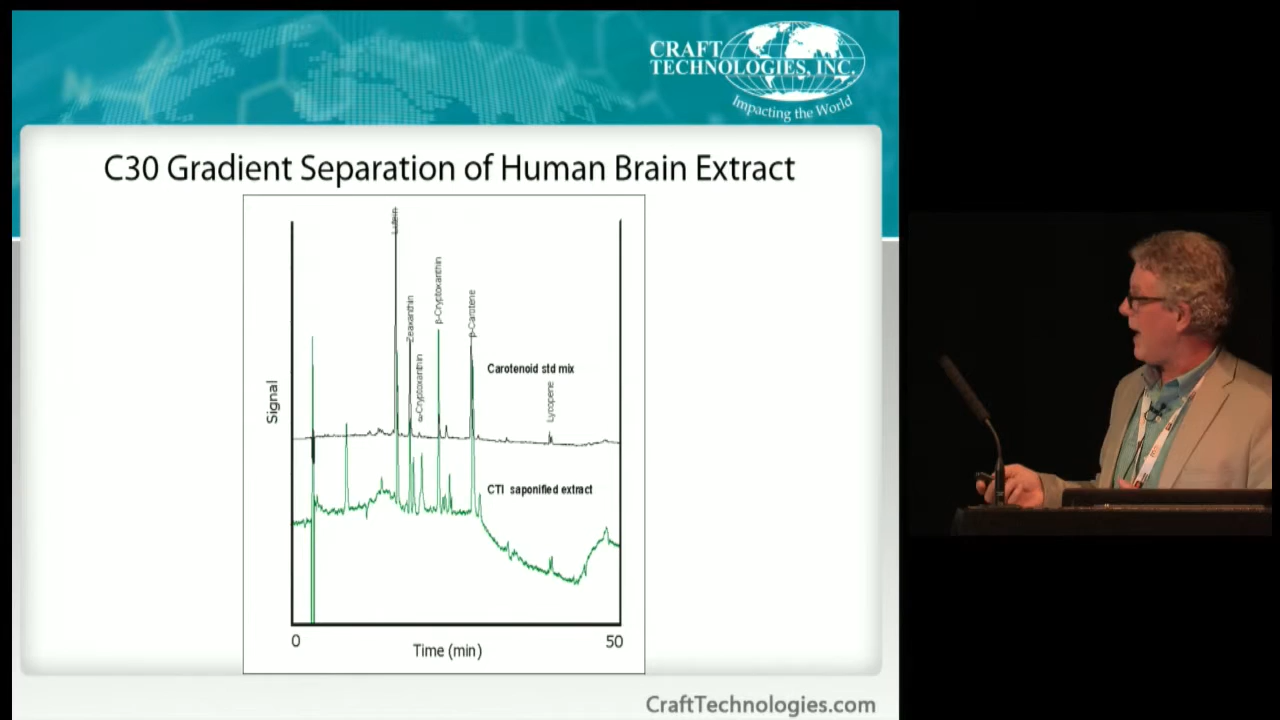 CRAFT
TECHNOLOGIES, INC.
Impacting the World
C30 Gradient Separation of Human Brain Extract
Lutein
Zeaxanthin
α-Cryptoxanthin
β-Cryptoxanthin
β-Carotene
Carotenoid std mix
Lycopene
Signal
CTI saponified extract
0
50
Time (min)
CraftTechnologies.com